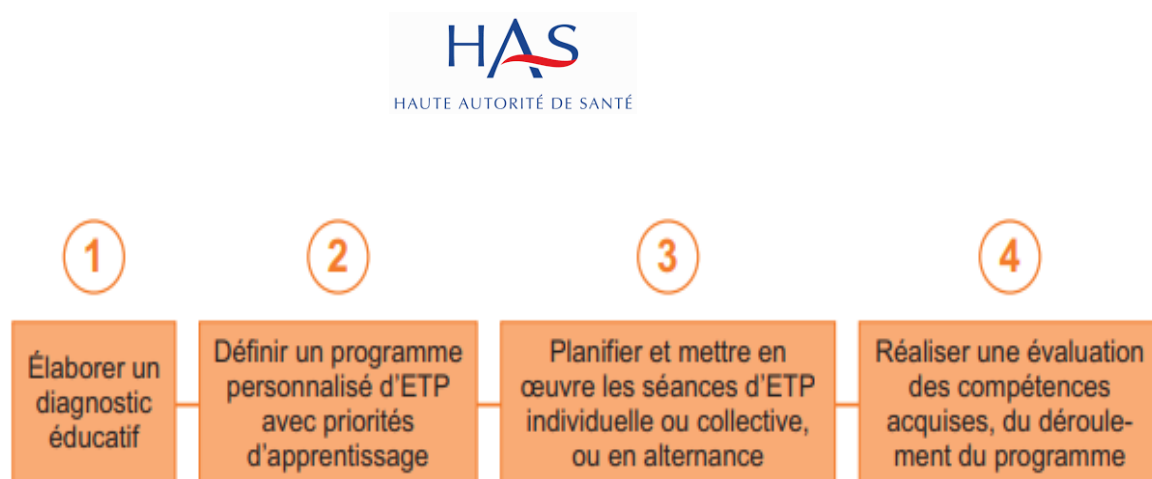 HAS
HAUTE AUTORITÉ DE SANTÉ
1
2
3
4
Élaborer un
diagnostic
éducatif
Définir un programme
personnalisé d’ETP
avec priorités
d’apprentissage
Planifier et mettre en
œuvre les séances d’ETP
individuelle ou collective,
ou en alternance
Réaliser une évaluation
des compétences
acquises, du déroule-
ment du programme